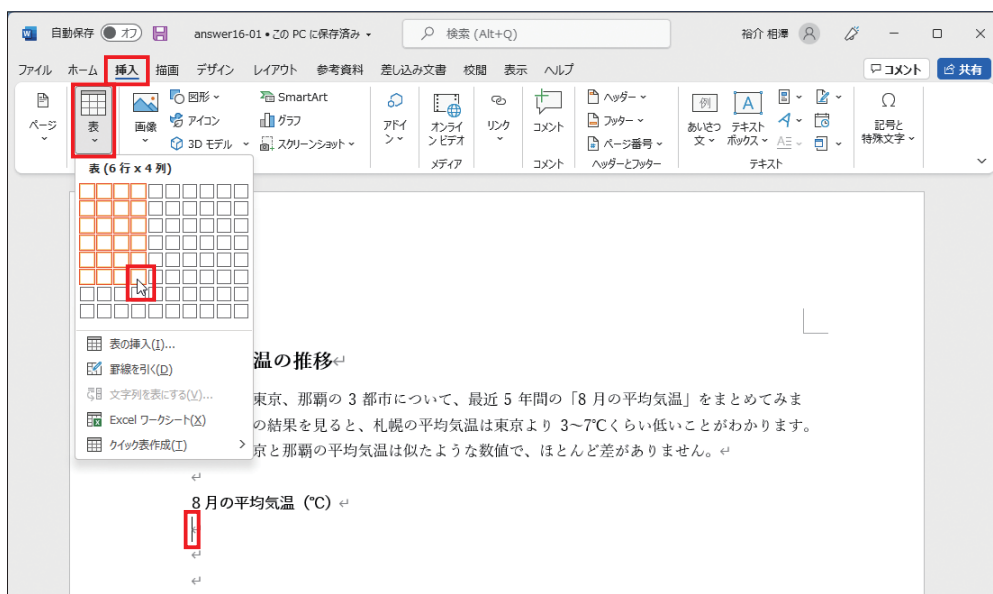 自動保存 オフ answer16-01 • この PC に保存済み 検索 (Alt+Q) 裕介 相澤
ファイル ホーム 挿入 描画 デザイン レイアウト 参考資料 差し込み文書 校閲 表示 ヘルプ コメント 共有
ページ
表
画像
図形
アイコン
3D モデル
SmartArt
グラフ
スクリーンショット
アドイン
オンラインビデオ
メディア
リンク
コメント
コメント
ヘッダー
フッター
ページ番号
ヘッダーとフッター
あいさつ文
テキストボックス
テキスト
記号と特殊文字
表 (6 行 x 4 列)
表の挿入(I)...
罫線を引く(D)
文字列を表にする(V)...
Excel ワークシート(X)
クイック表作成(T)
温の推移
東京、那覇の 3 都市について、最近 5 年間の「8 月の平均気温」をまとめてみま
の結果を見ると、札幌の平均気温は東京より 3~7℃くらい低いことがわかります。
京と那覇の平均気温は似たような数値で、ほとんど差がありません。
8 月の平均気温（℃）